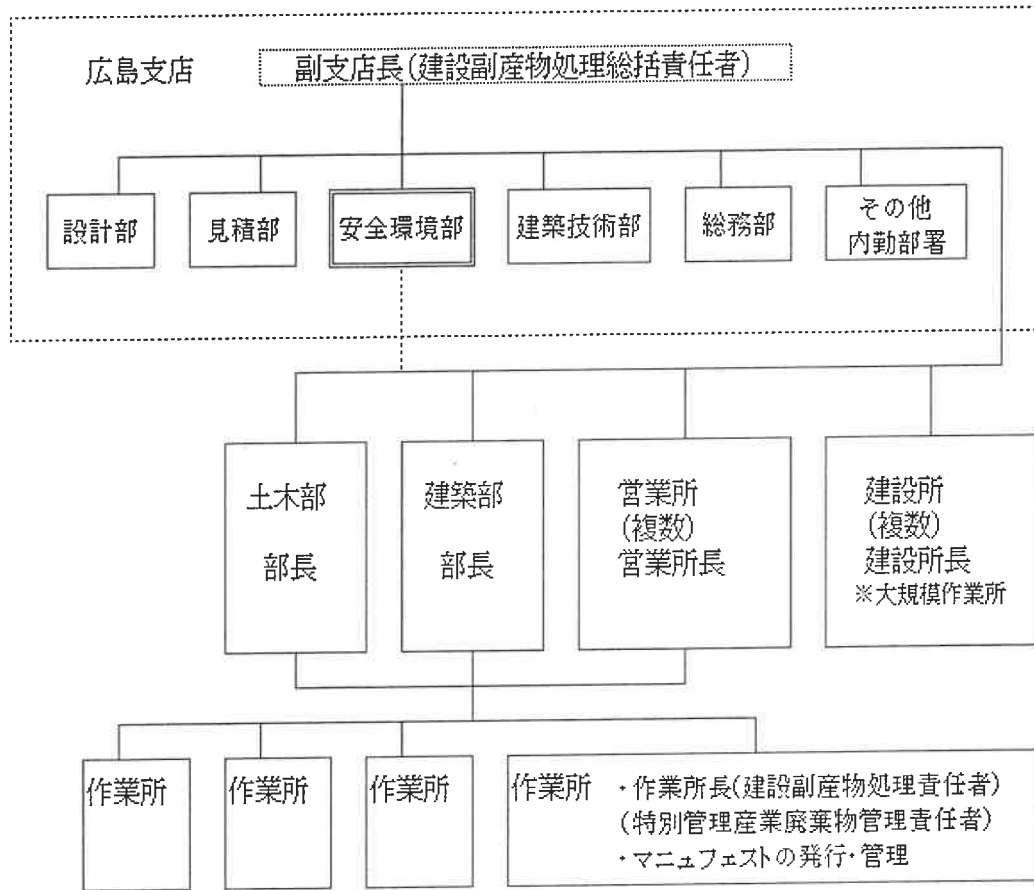 広島支店
副支店長(建設副産物処理総括責任者)
設計部
見積部
安全環境部
建築技術部
総務部
その他
内勤部署
土木部
部長
建築部
部長
営業所
(複数)
営業所長
建設所
(複数)
建設所長
※大規模作業所
作業所
作業所
作業所
作業所
・作業所長(建設副産物処理責任者)
(特別管理産業廃棄物管理責任者)
・マニュフェストの発行・管理